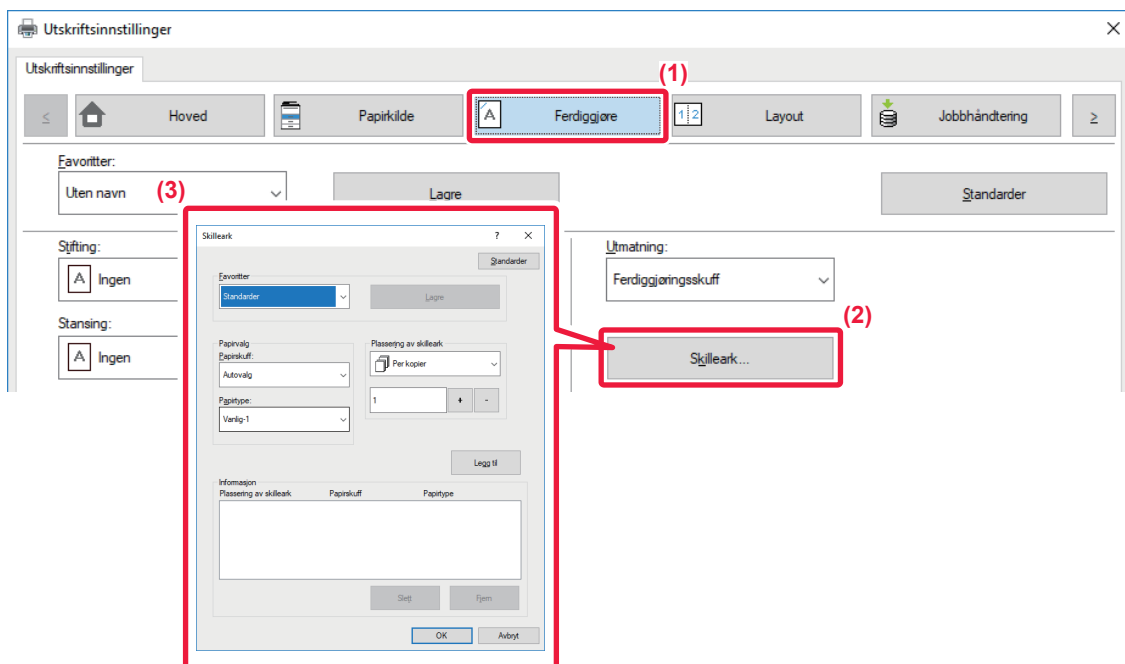 Utskriftsinnstillinger
Utskriftsinnstillinger
(1)
< Hoved Papirkilde A Ferdiggjøre 1 2 Layout Jobbhåndtering >
Favoritter:
Uten navn
(3)
Lagre
Standarder
Stifting:
A Ingen
Stansing:
A Ingen
Skilleark ?
Standarder
Favoritter
Standarder
Lagre
Papirvalg
Papirskuff:
Autovalg
Papirtype:
Vanlig-1
Plassering av skilleark
Per kopier
1 + -
Legg til
Informasjon
Plassering av skilleark Papirskuff Papirtype
Slett Fjern
OK Avbryt
Utmatning:
Ferdiggjøringsskuff
(2)
Skilleark...